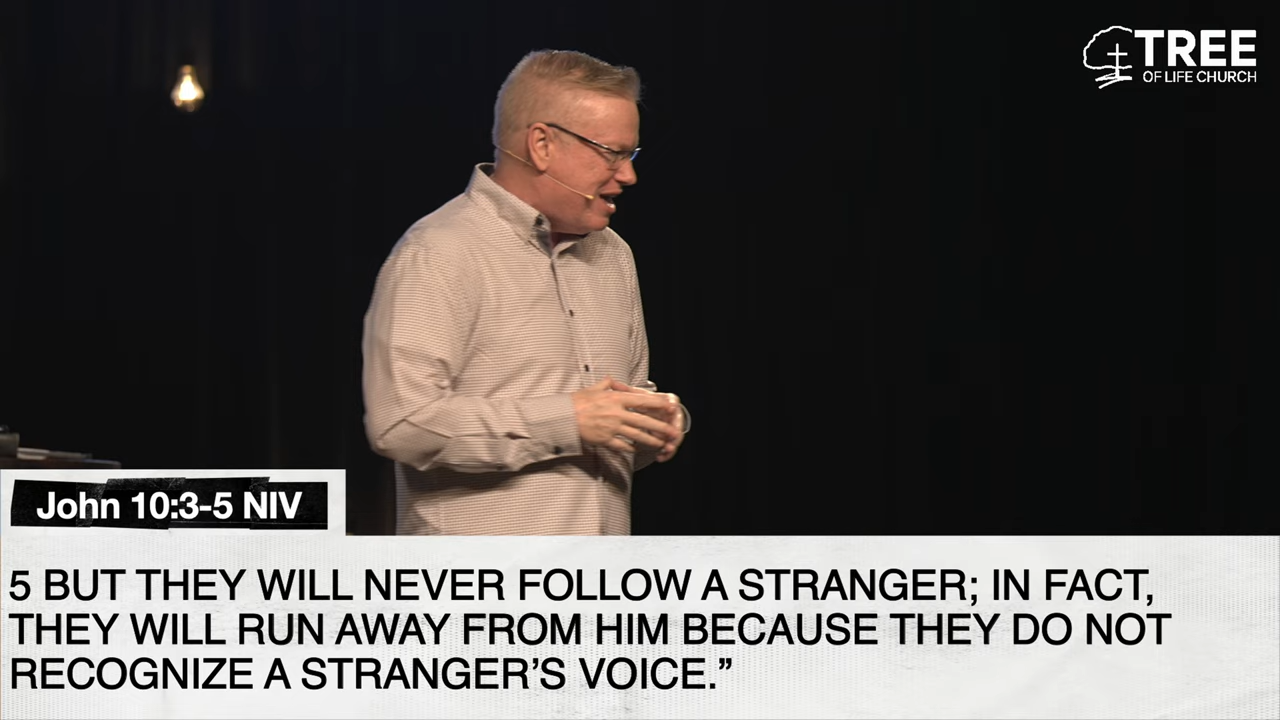 TREE
OF LIFE CHURCH
John 10:3-5 NIV
5 BUT THEY WILL NEVER FOLLOW A STRANGER; IN FACT,
THEY WILL RUN AWAY FROM HIM BECAUSE THEY DO NOT
RECOGNIZE A STRANGER’S VOICE.”